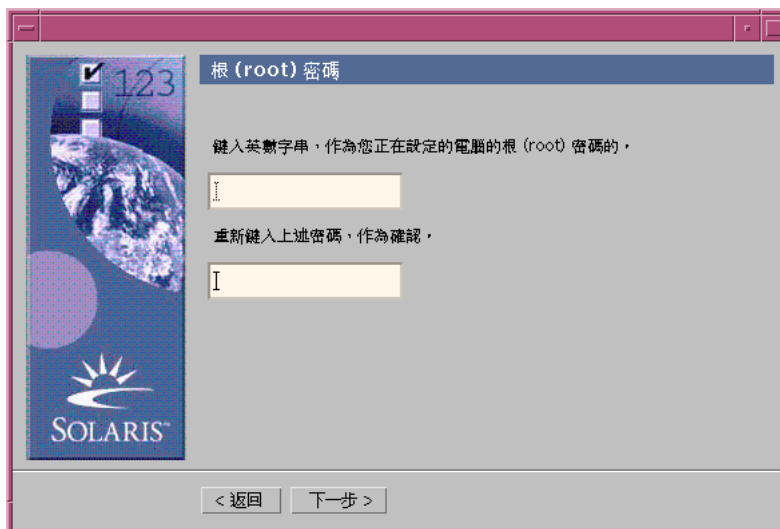 123
根 (root) 密碼
鍵入英數字串，作為您正在設定的電腦的根 (root) 密碼的，
重新鍵入上述密碼，作為確認，
SOLARIS™
< 返回
下一步 >